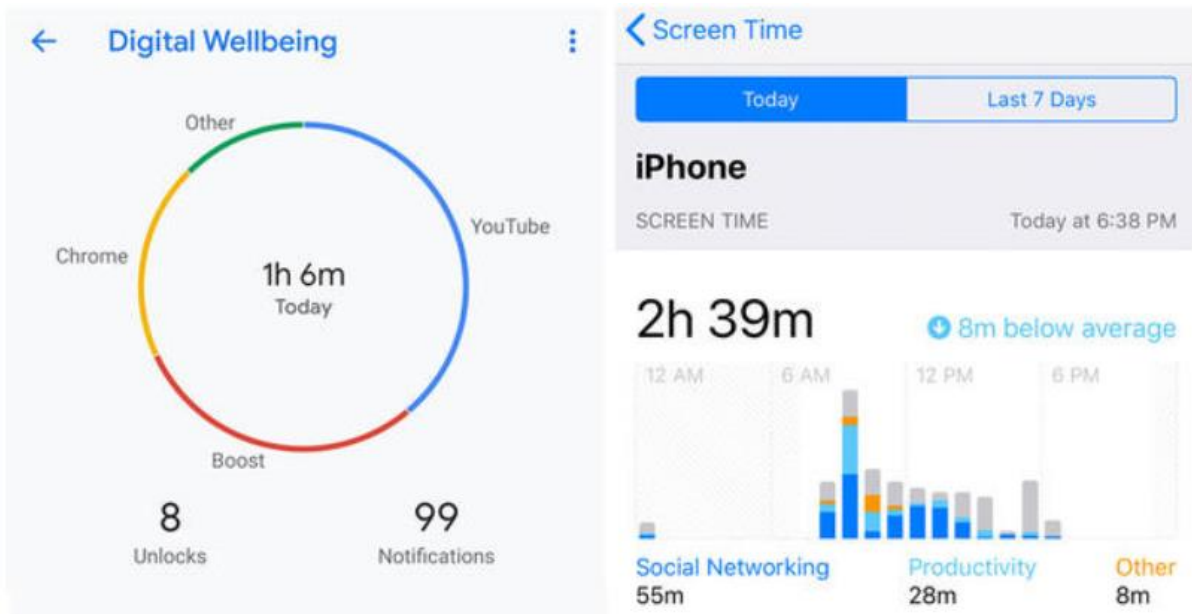 Digital Wellbeing
Other
YouTube
Chrome
1h 6m
Today
Boost
8
99
Unlocks
Notifications
Screen Time
Today
Last 7 Days
iPhone
SCREEN TIME
Today at 6:38 PM
2h 39m
8m below average
12 AM
6 AM
12 PM
6 PM
Social Networking
Productivity
Other
55m
28m
8m